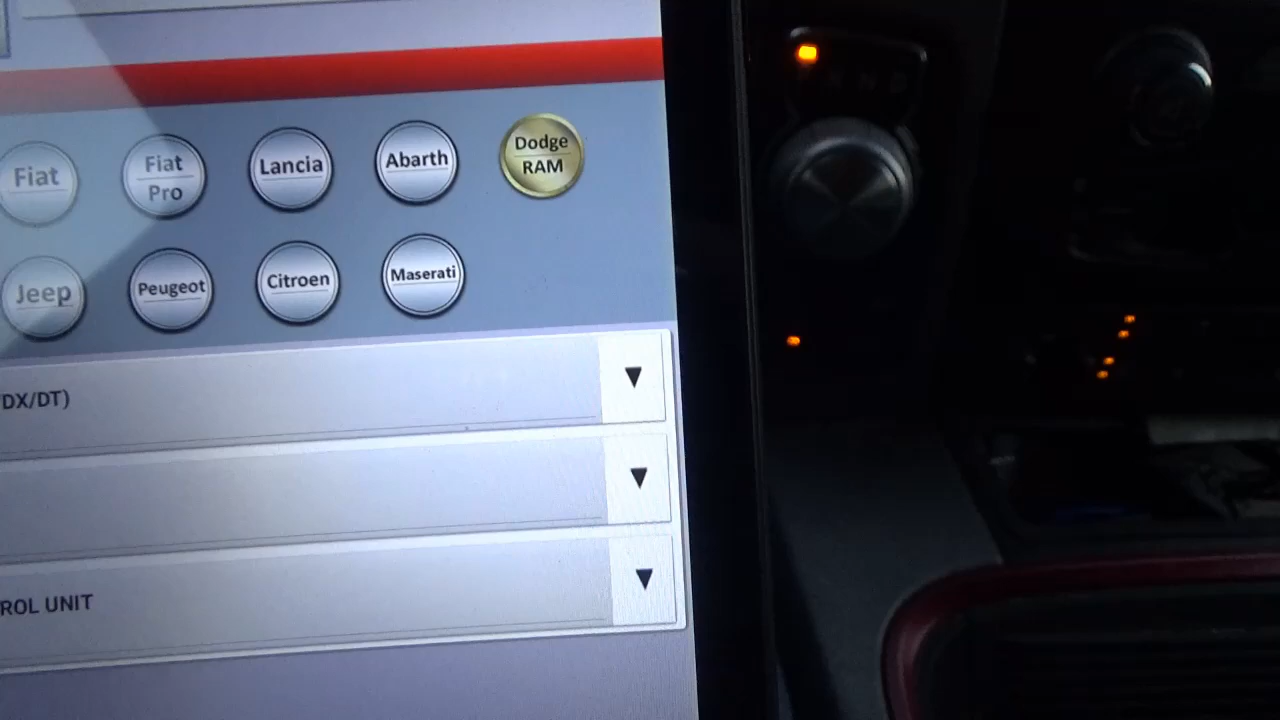 Fiat
Fiat
Pro
Lancia
Abarth
Dodge
RAM
Jeep
Peugeot
Citroen
Maserati
DX/DT)
ROL UNIT